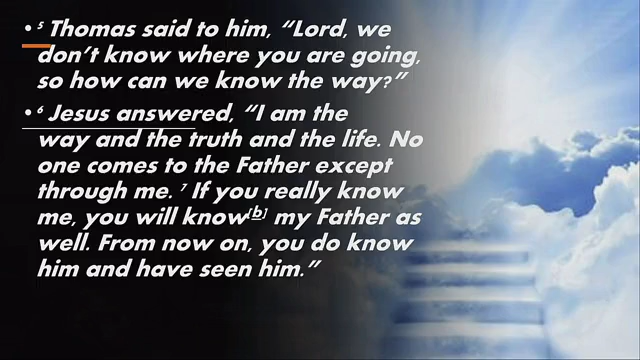 • 5 Thomas said to him, “Lord, we
don’t know where you are going,
so how can we know the way?”
• 6 Jesus answered, “I am the
way and the truth and the life. No
one comes to the Father except
through me. 7 If you really know
me, you will know[b] my Father as
well. From now on, you do know
him and have seen him.”